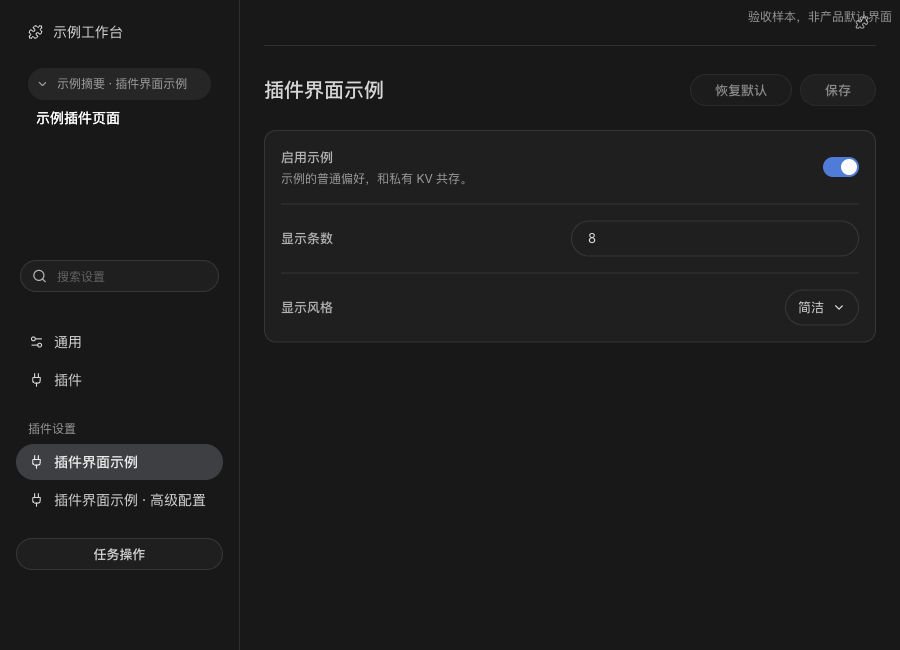 验收样本，非产品默认界面
示例工作台
示例摘要 · 插件界面示例
示例插件页面
搜索设置
通用
插件
插件设置
插件界面示例
插件界面示例 · 高级配置
任务操作
插件界面示例
恢复默认
保存
启用示例
示例的普通偏好，和私有 KV 共存。
显示条数
8
显示风格
简洁